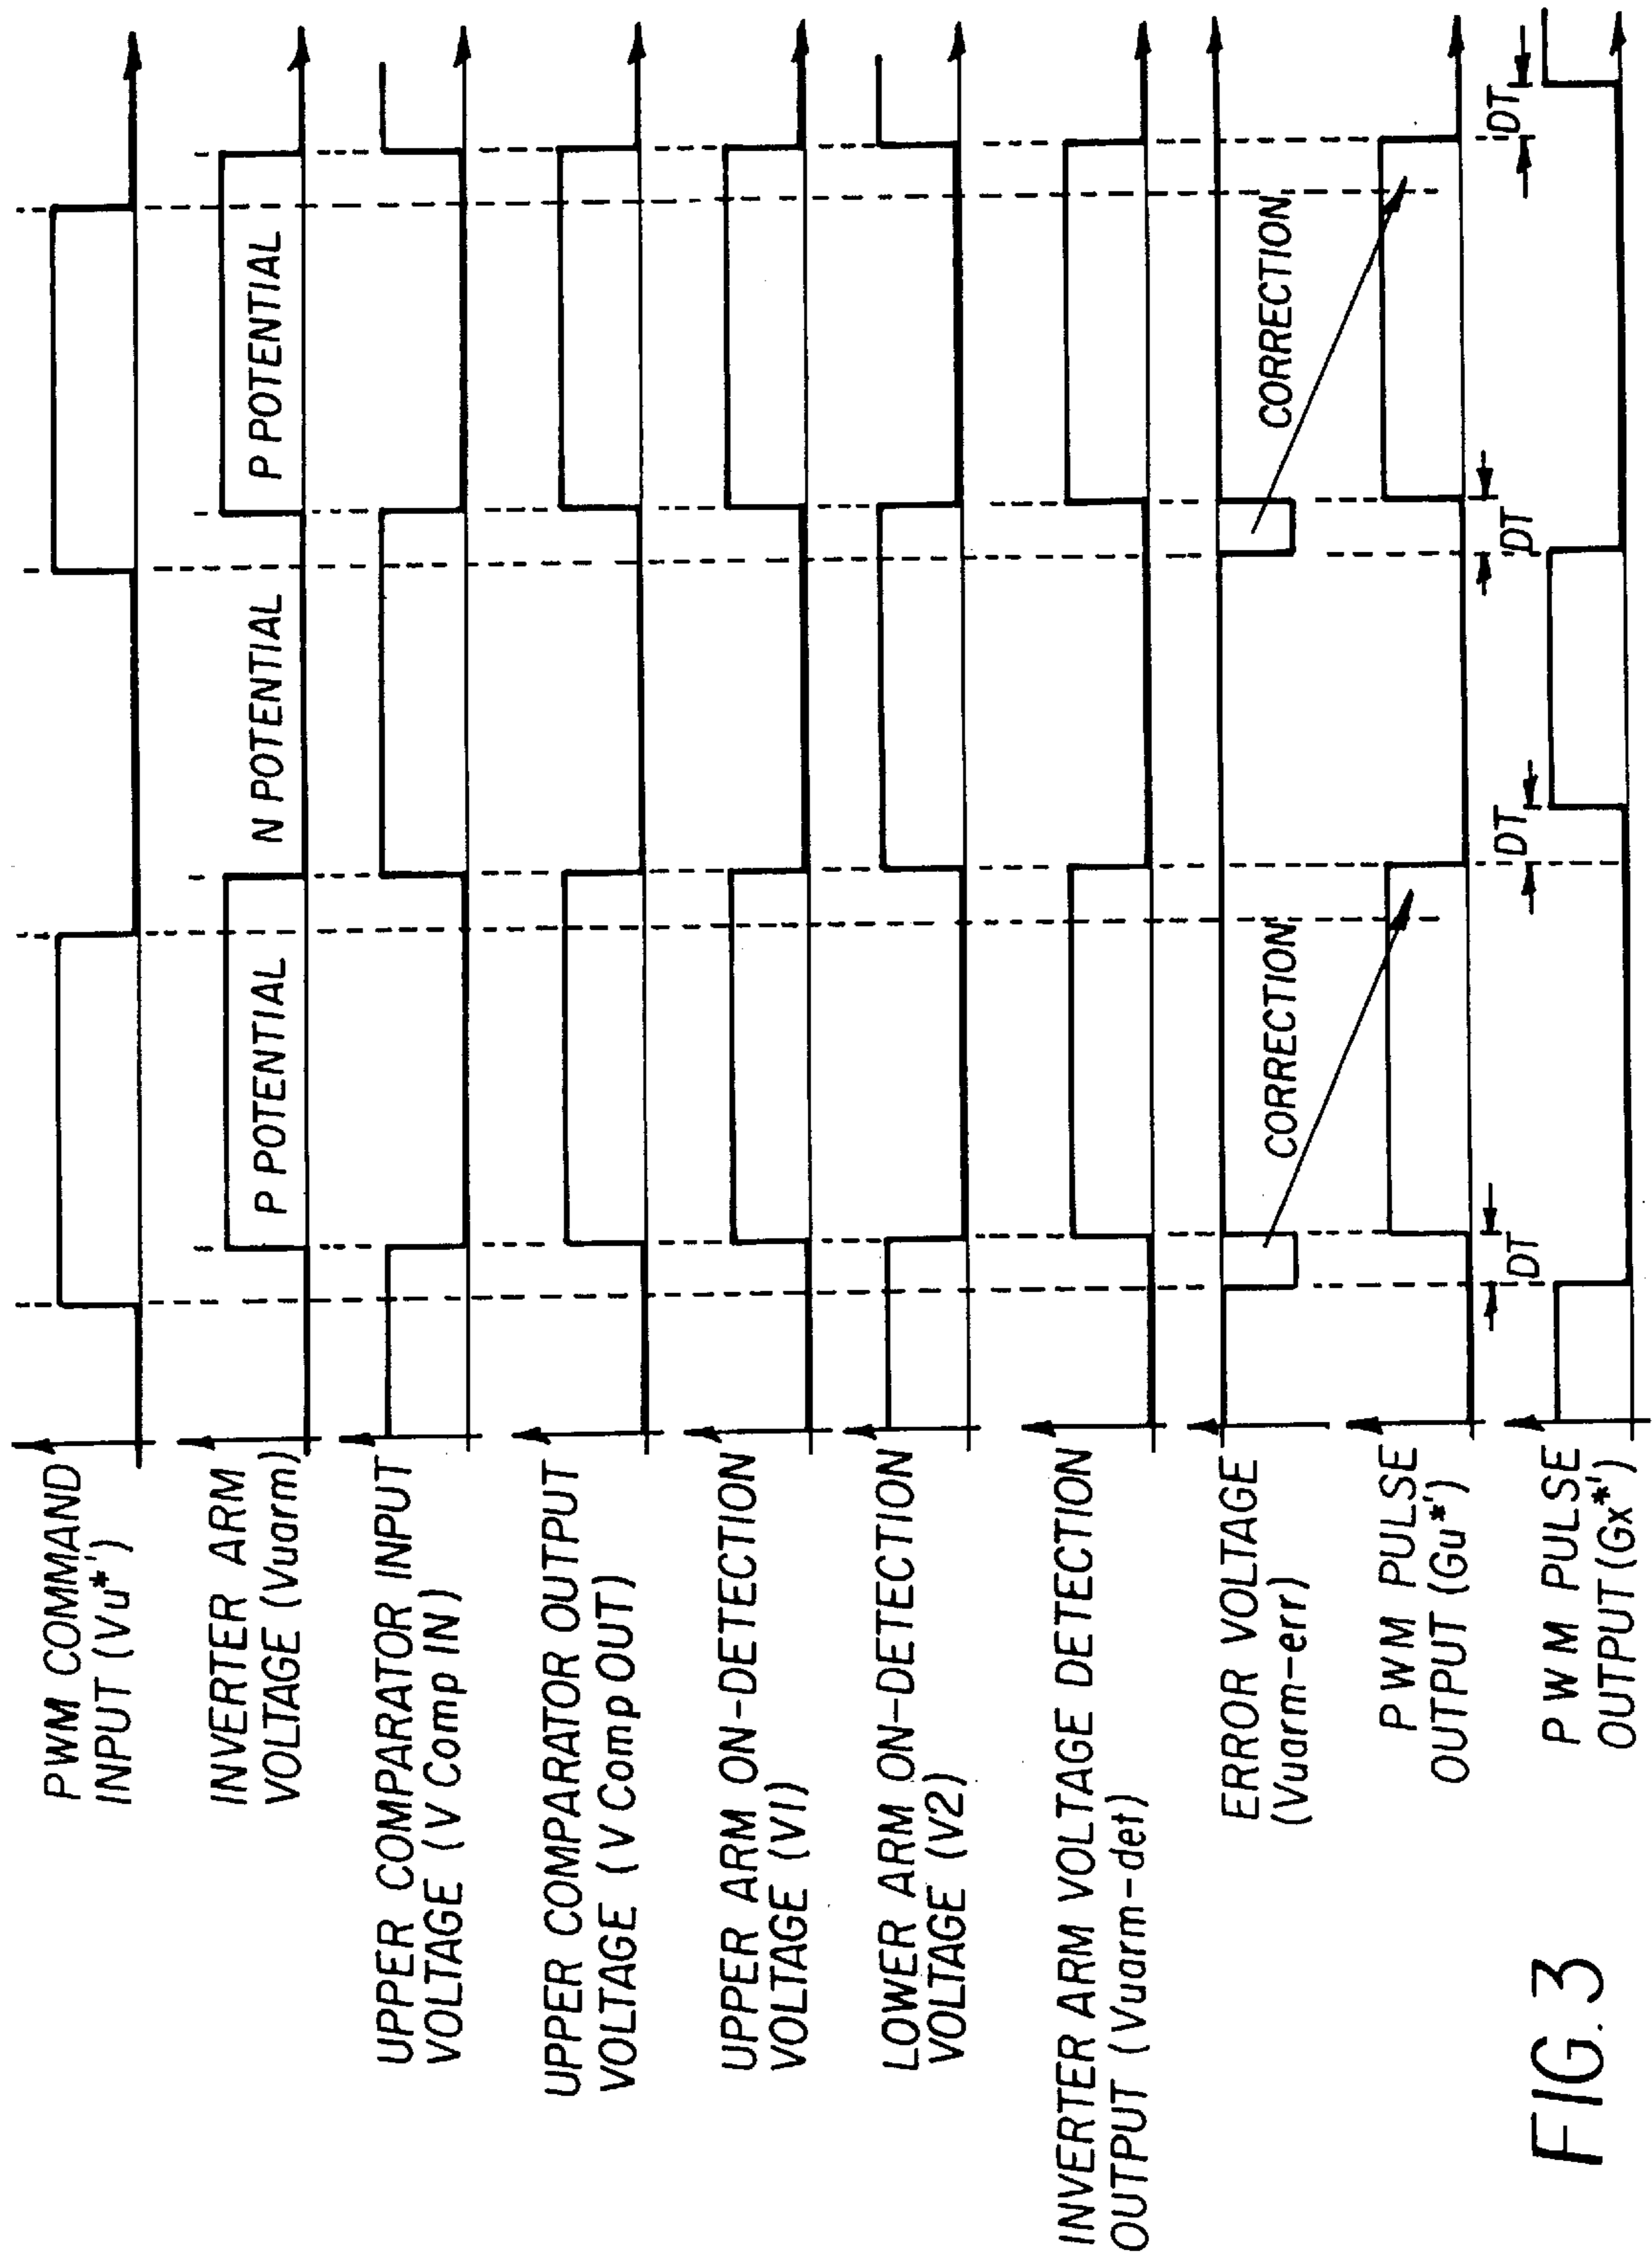 PWM COMMAND
INPUT (Vu*')
INVERTER ARM
VOLTAGE (Vuarm)
P POTENTIAL
N POTENTIAL
P POTENTIAL
UPPER COMPARATOR INPUT
VOLTAGE (V Comp IN)
UPPER COMPARATOR OUTPUT
VOLTAGE (V Comp OUT)
UPPER ARM ON-DETECTION
VOLTAGE (V1)
LOWER ARM ON-DETECTION
VOLTAGE (V2)
INVERTER ARM VOLTAGE DETECTION
OUTPUT (Vuarm-det)
ERROR VOLTAGE
(Vuarm-err)
CORRECTION
CORRECTION
PWM PULSE
OUTPUT (Gu*')
DT
DT
DT
DT
PWM PULSE
OUTPUT (Gx*')
FIG. 3